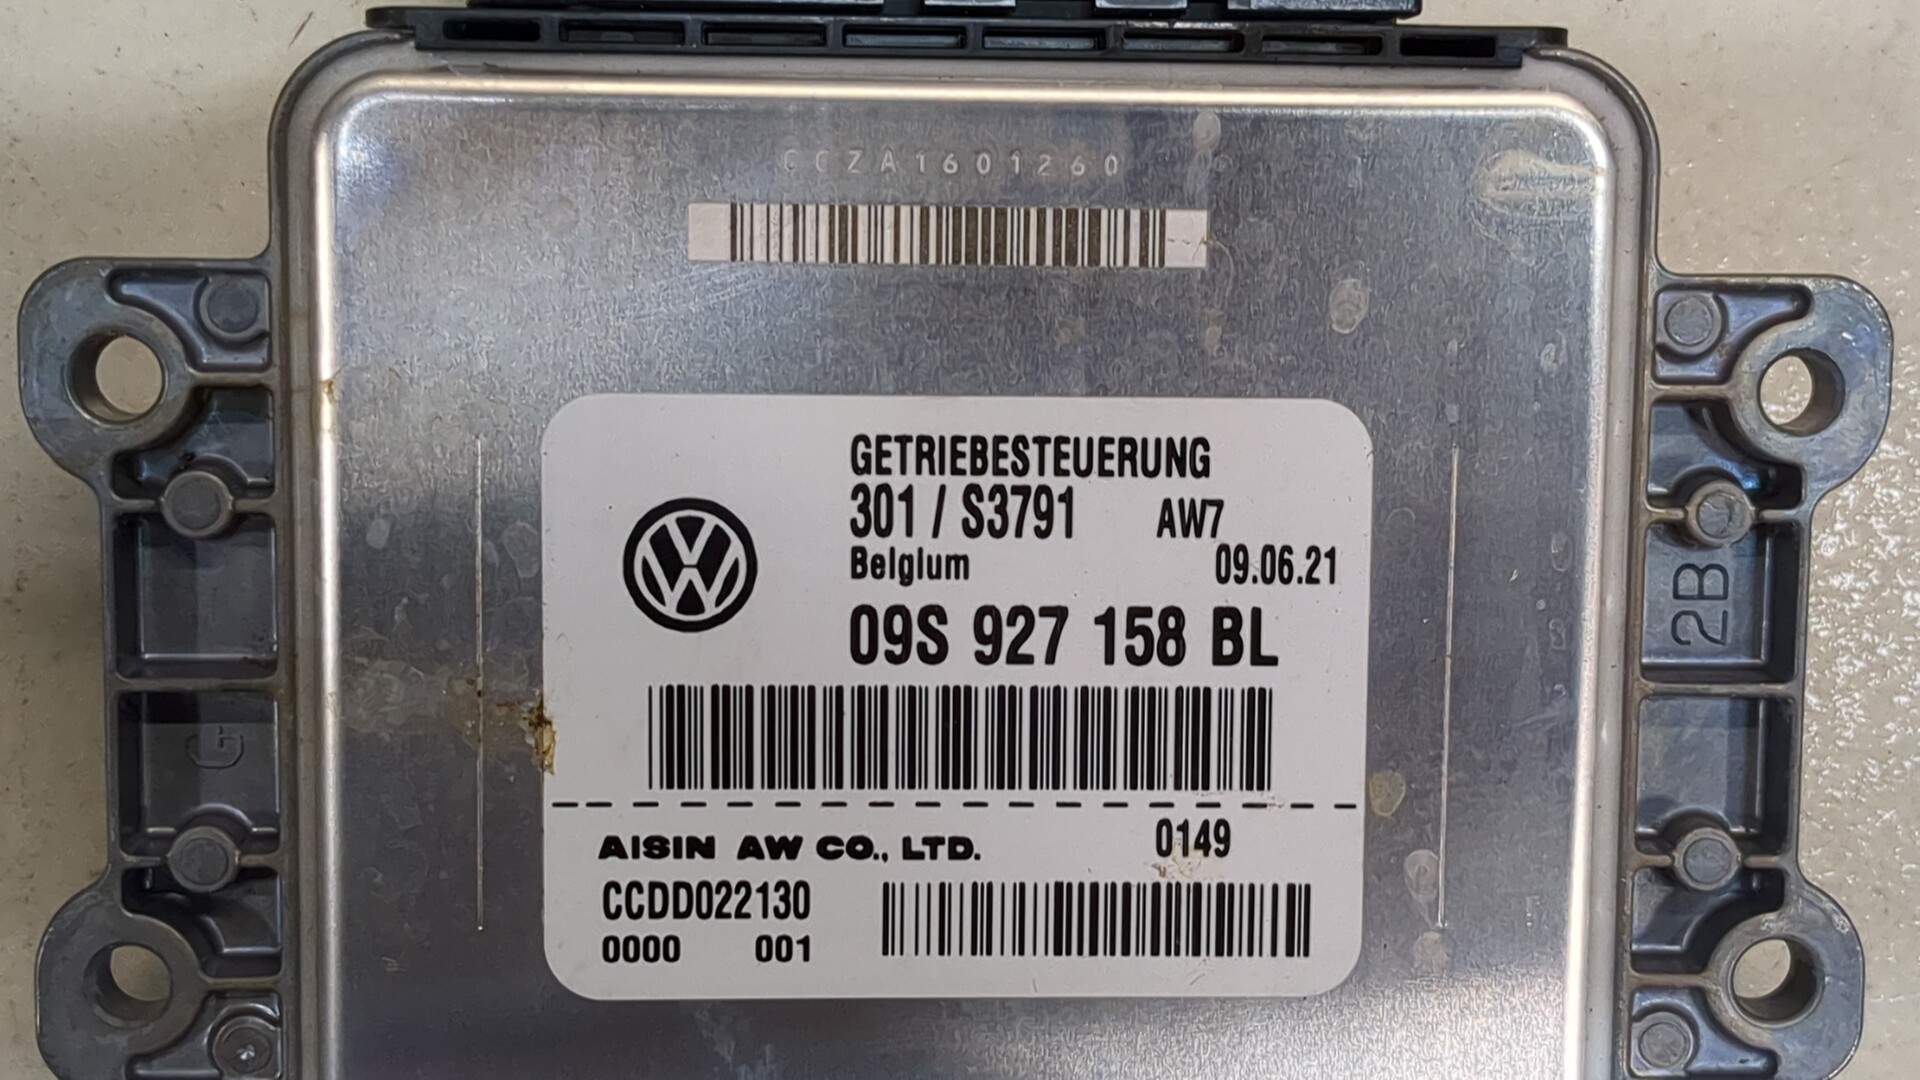 CCZA1601260
GETRIEBESTEUERUNG
301 / S3791 AW7
Belgium 09.06.21
09S 927 158 BL
AISIN AW CO., LTD. 0149
CCDD022130
0000 001
2B
G